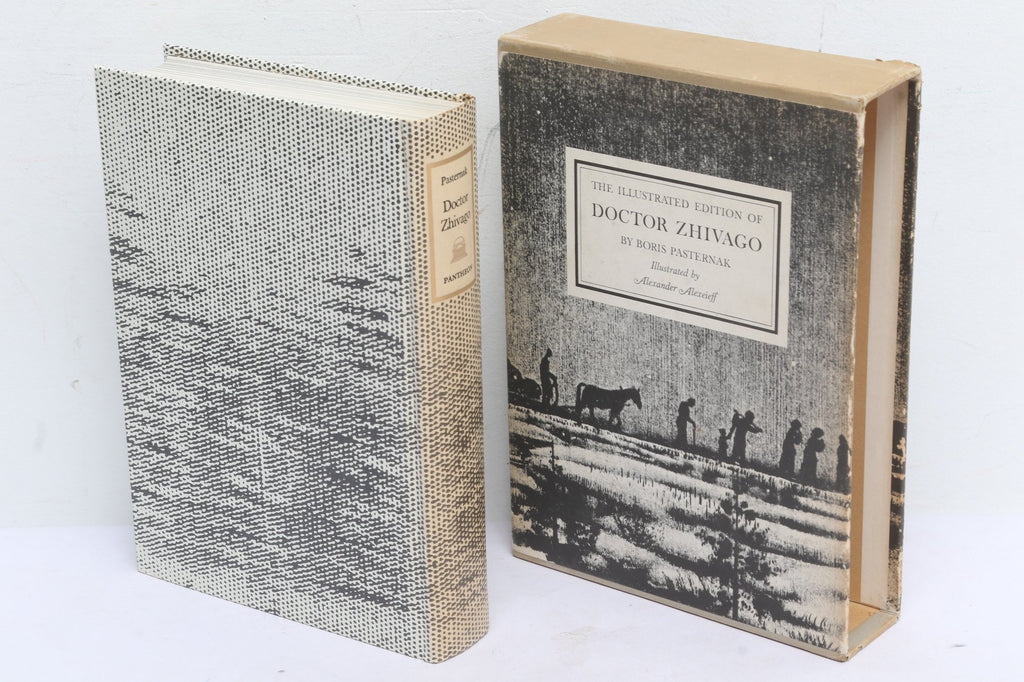 Pasternak
Doctor
Zhivago
PANTHEON
THE ILLUSTRATED EDITION OF
DOCTOR ZHIVAGO
BY BORIS PASTERNAK
Illustrated by
Alexander Alexeieff